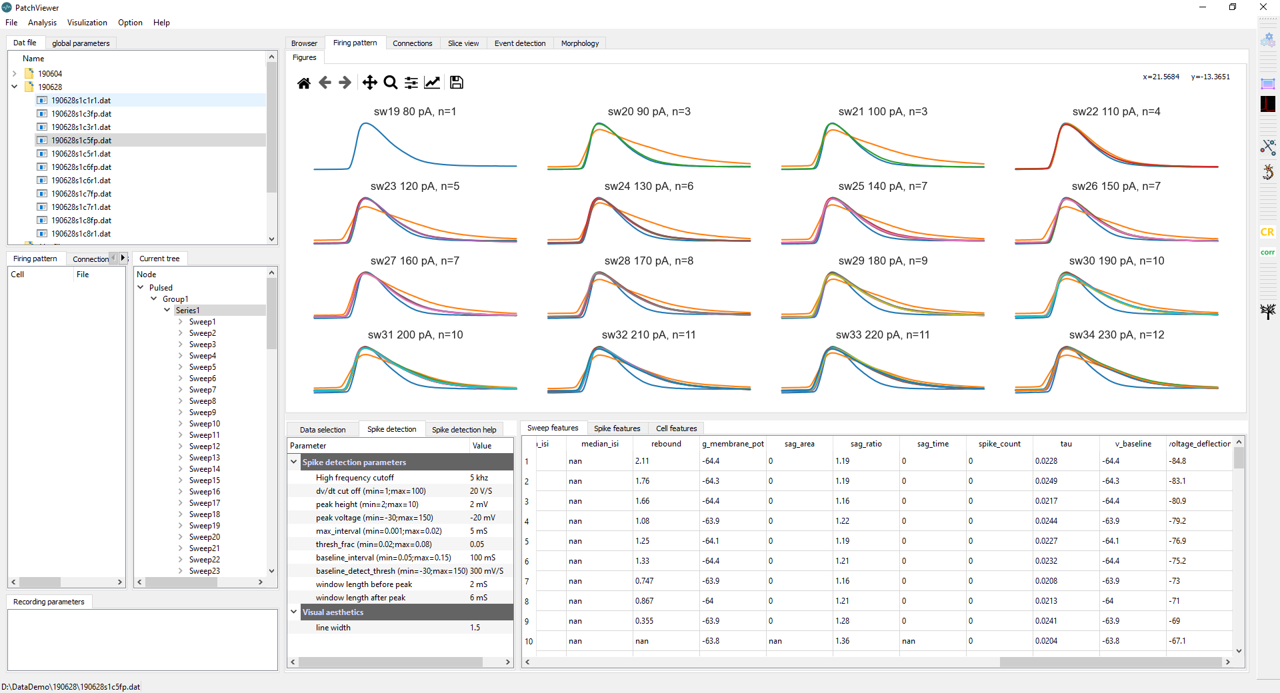 PatchViewer
File Analysis Visulization Option Help
Dat file global parameters
Name
190604
190628
190628s1c1r1.dat
190628s1c3fp.dat
190628s1c3r1.dat
190628s1c5fp.dat
190628s1c5r1.dat
190628s1c6fp.dat
190628s1c6r1.dat
190628s1c7fp.dat
190628s1c7r1.dat
190628s1c8fp.dat
190628s1c8r1.dat
Firing pattern Connection
Cell File
Current tree
Node
Pulsed
Group1
Series1
Sweep1
Sweep2
Sweep3
Sweep4
Sweep5
Sweep6
Sweep7
Sweep8
Sweep9
Sweep10
Sweep11
Sweep12
Sweep13
Sweep14
Sweep15
Sweep16
Sweep17
Sweep18
Sweep19
Sweep20
Sweep21
Sweep22
Sweep23
Recording parameters
Browser Firing pattern Connections Slice view Event detection Morphology
Figures
x=21.5684 y=-13.3651
sw19 80 pA, n=1 sw20 90 pA, n=3 sw21 100 pA, n=3 sw22 110 pA, n=4
sw23 120 pA, n=5 sw24 130 pA, n=6 sw25 140 pA, n=7 sw26 150 pA, n=7
sw27 160 pA, n=7 sw28 170 pA, n=8 sw29 180 pA, n=9 sw30 190 pA, n=10
sw31 200 pA, n=10 sw32 210 pA, n=11 sw33 220 pA, n=11 sw34 230 pA, n=12
Data selection Spike detection Spike detection help
Parameter Value
Spike detection parameters
High frequency cutoff 5 khz
dv/dt cut off (min=1;max=100) 20 V/S
peak height (min=2;max=10) 2 mV
peak voltage (min=-30;max=150) -20 mV
max_interval (min=0.001;max=0.02) 5 mS
thresh_frac (min=0.02;max=0.08) 0.05
baseline_interval (min=0.05;max=0.15) 100 mS
baseline_detect_thresh (min=-30;max=150) 300 mV/S
window length before peak 2 mS
window length after peak 6 mS
Visual aesthetics
line width 1.5
Sweep features Spike features Cell features
_isi median_isi rebound g_membrane_pot sag_area sag_ratio sag_time spike_count tau v_baseline voltage_deflection
1 nan 2.11 -64.4 0 1.19 0 0 0.0228 -64.4 -84.8
2 nan 1.76 -64.3 0 1.19 0 0 0.0249 -64.3 -83.1
3 nan 1.66 -64.4 0 1.16 0 0 0.0217 -64.4 -80.9
4 nan 1.08 -63.9 0 1.22 0 0 0.0244 -63.9 -79.2
5 nan 1.25 -64.1 0 1.19 0 0 0.0227 -64.1 -76.9
6 nan 1.33 -64.4 0 1.21 0 0 0.0232 -64.4 -75.2
7 nan 0.747 -63.9 0 1.16 0 0 0.0208 -63.9 -73
8 nan 0.867 -64 0 1.21 0 0 0.0213 -64 -71
9 nan 0.355 -63.9 0 1.28 0 0 0.0241 -63.9 -69
10 nan nan -63.8 nan 1.36 nan 0 0.0204 -63.8 -67.1
CR
corr
D:\DataDemo\190628\190628s1c5fp.dat